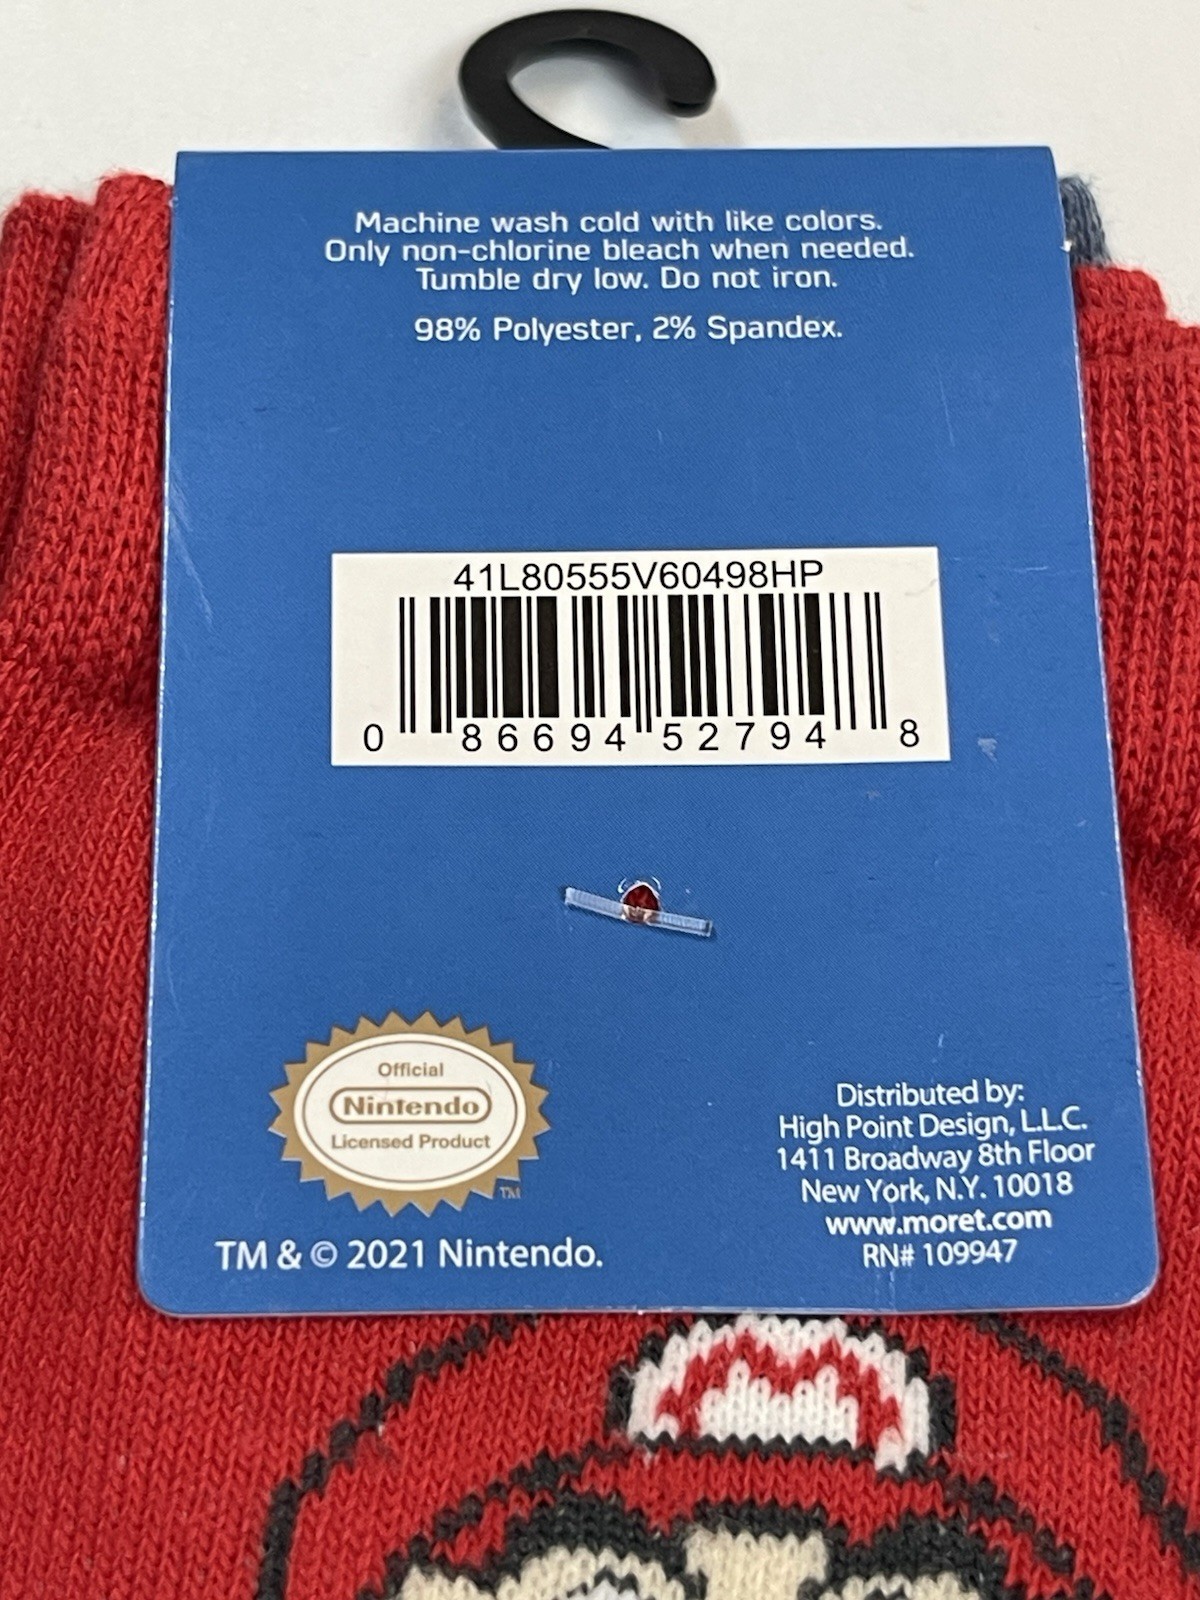 Machine wash cold with like colors.
Only non-chlorine bleach when needed.
Tumble dry low. Do not iron.
98% Polyester, 2% Spandex.
41L80555V60498HP
0 86694 52794 8
Official
Nintendo
Licensed Product
TM
TM & © 2021 Nintendo.
Distributed by:
High Point Design, L.L.C.
1411 Broadway 8th Floor
New York, N.Y. 10018
www.moret.com
RN# 109947